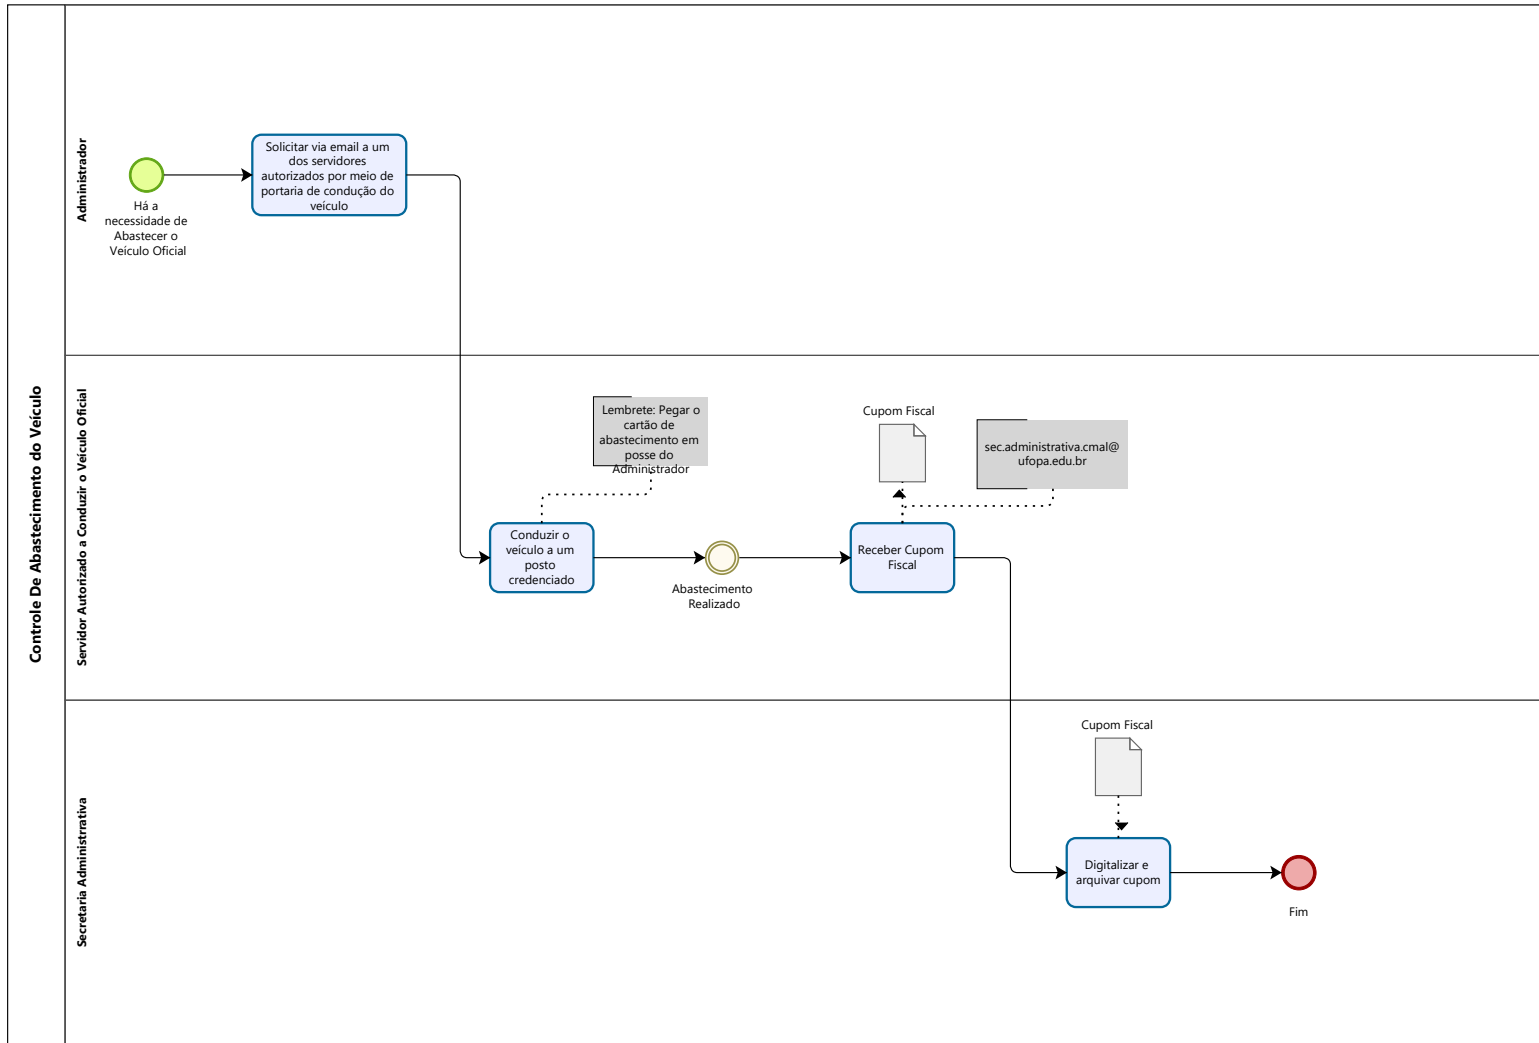 Controle De Abastecimento do Veículo
Administrador
Há a
necessidade de
Abastecer o
Veículo Oficial
Solicitar via email a um
dos servidores
autorizados por meio de
portaria de condução do
veículo
Servidor Autorizado a Conduzir o Veículo Oficial
Lembrete: Pegar o
cartão de
abastecimento em
posse do
Administrador
Conduzir o
veículo a um
posto
credenciado
Abastecimento
Realizado
Cupom Fiscal
sec.administrativa.cmal@
ufopa.edu.br
Receber Cupom
Fiscal
Secretaria Administrrativa
Cupom Fiscal
Digitalizar e
arquivar cupom
Fim